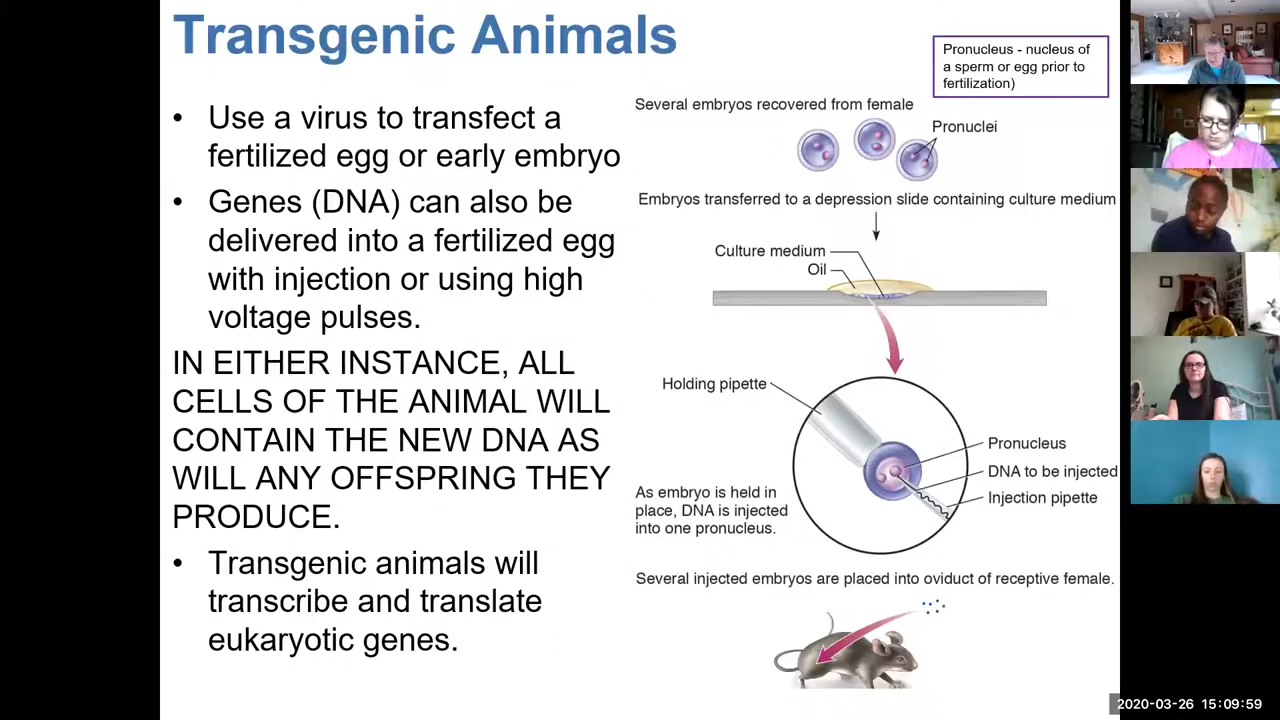 Transgenic Animals
• Use a virus to transfect a
fertilized egg or early embryo
• Genes (DNA) can also be
delivered into a fertilized egg
with injection or using high
voltage pulses.
IN EITHER INSTANCE, ALL
CELLS OF THE ANIMAL WILL
CONTAIN THE NEW DNA AS
WILL ANY OFFSPRING THEY
PRODUCE.
• Transgenic animals will
transcribe and translate
eukaryotic genes.
Pronucleus - nucleus of
a sperm or egg prior to
fertilization)
Several embryos recovered from female
Pronuclei
Embryos transferred to a depression slide containing culture medium
Culture medium
Oil
Holding pipette
Pronucleus
DNA to be injected
Injection pipette
As embryo is held in
place, DNA is injected
into one pronucleus.
Several injected embryos are placed into oviduct of receptive female.
2020-03-26 15:09:59